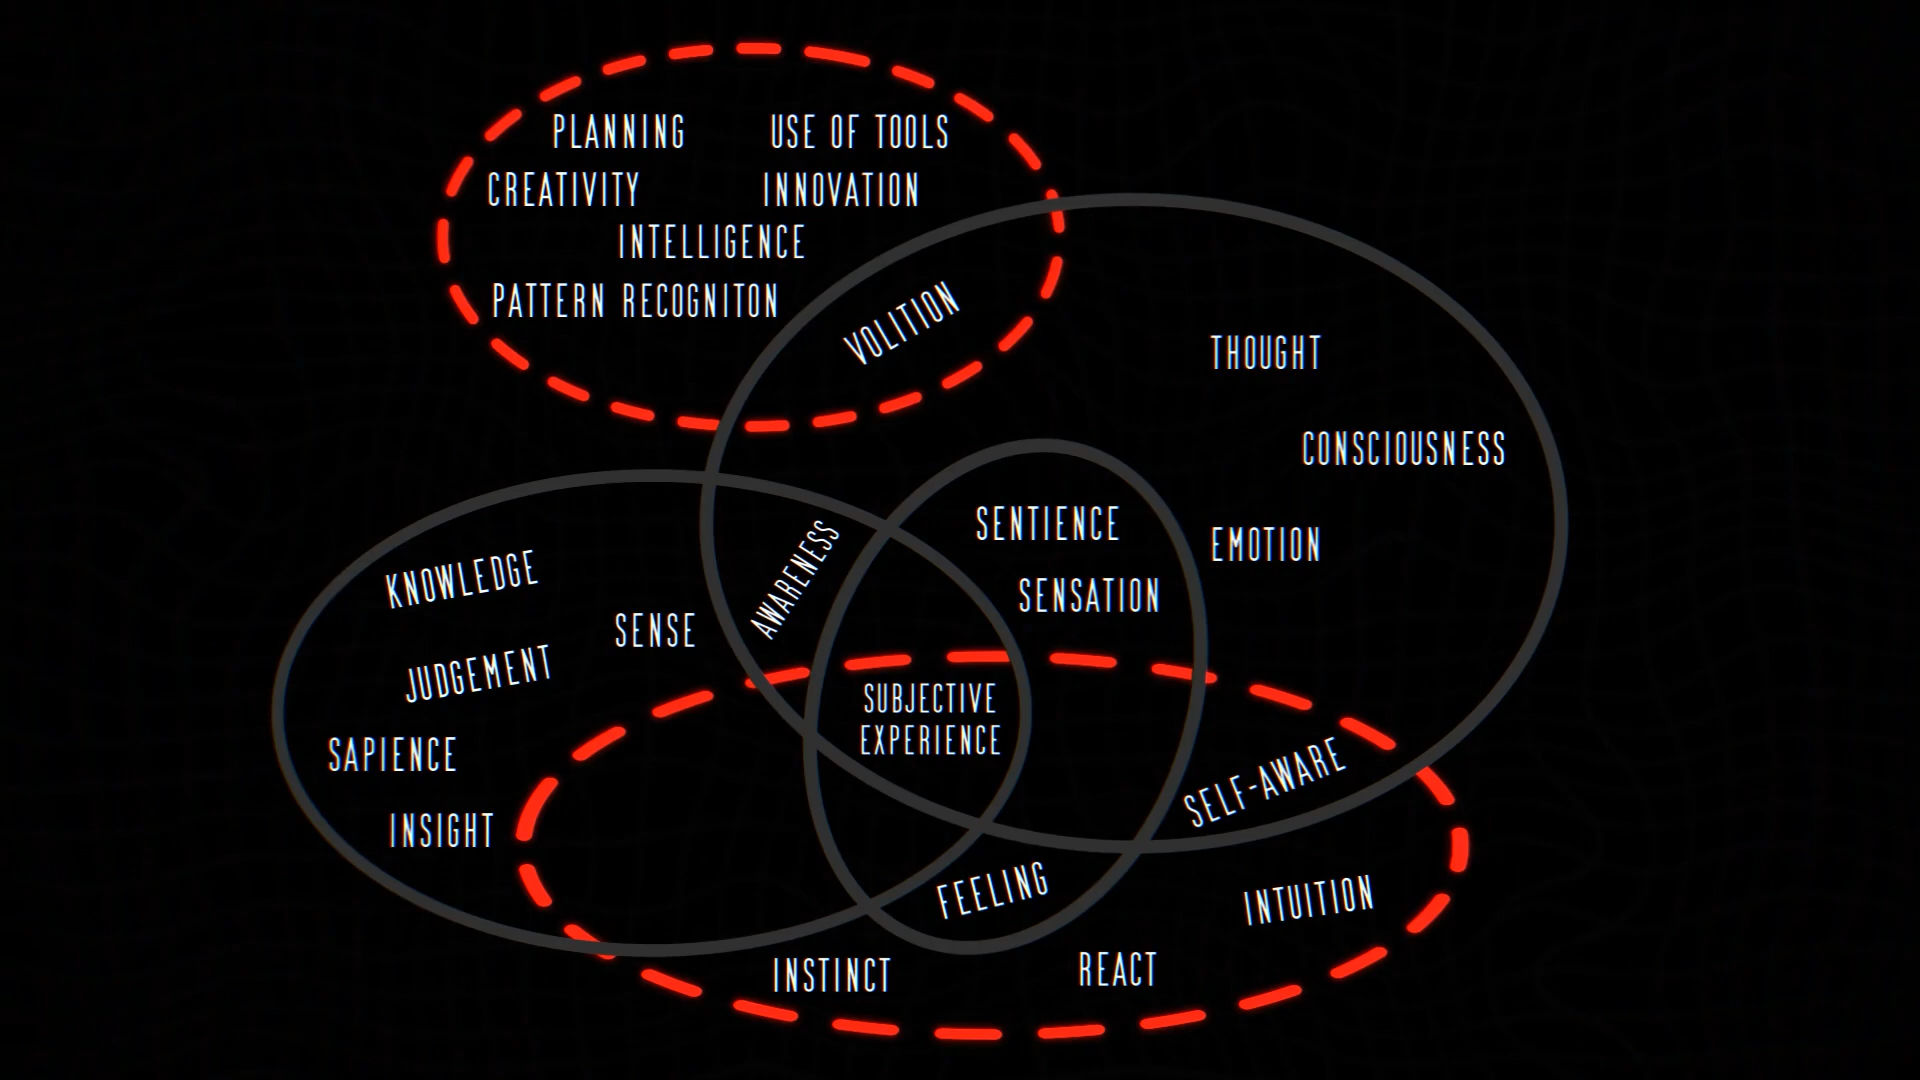 PLANNING
USE OF TOOLS
CREATIVITY
INNOVATION
INTELLIGENCE
PATTERN RECOGNITON
VOLITION
THOUGHT
CONSCIOUSNESS
SENTIENCE
EMOTION
SENSATION
AWARENESS
KNOWLEDGE
SENSE
JUDGEMENT
SAPIENCE
INSIGHT
SUBJECTIVE
EXPERIENCE
SELF-AWARE
FEELING
INTUITION
INSTINCT
REACT